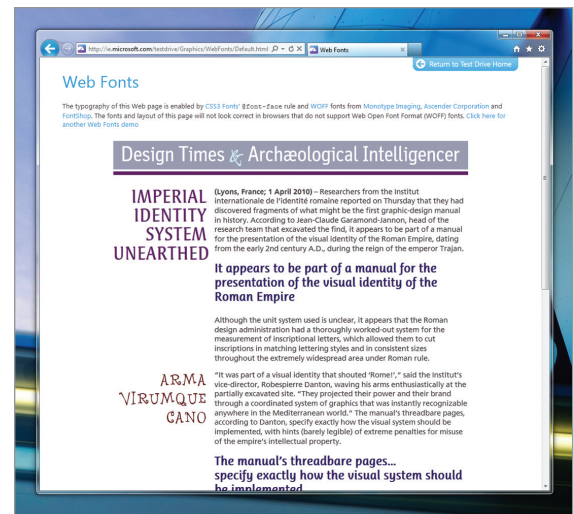 http://ie.microsoft.com/testdrive/Graphics/WebFonts/Default.html
Web Fonts
Return to Test Drive Home
Web Fonts
The typography of this Web page is enabled by CSS3 Fonts' @font-face rule and WOFF fonts from Monotype Imaging, Ascender Corporation and
FontShop. The fonts and layout of this page will not look correct in browsers that do not support Web Open Font Format (WOFF) fonts. Click here for
another Web Fonts demo
Design Times & Archæological Intelligencer
IMPERIAL
IDENTITY
SYSTEM
UNEARTHED
(Lyons, France; 1 April 2010) – Researchers from the Institut
internationale de l'identité romaine reported on Thursday that they had
discovered fragments of what might be the first graphic-design manual
in history. According to Jean-Claude Garamond-Jannon, head of the
research team that excavated the find, it appears to be part of a manual
for the presentation of the visual identity of the Roman Empire, dating
from the early 2nd century A.D., during the reign of the emperor Trajan.
It appears to be part of a manual for the
presentation of the visual identity of the
Roman Empire
Although the unit system used is unclear, it appears that the Roman
design administration had a thoroughly worked-out system for the
measurement of inscriptional letters, which allowed them to cut
inscriptions in matching lettering styles and in consistent sizes
throughout the extremely widespread area under Roman rule.
ARMA
VIRUMQUE
CANO
"It was part of a visual identity that shouted 'Rome!'," said the Institut's
vice-director, Robespierre Danton, waving his arms enthusiastically at the
partially excavated site. "They projected their power and their brand
through a coordinated system of graphics that was instantly recognizable
anywhere in the Mediterranean world." The manual's threadbare pages,
according to Danton, specify exactly how the visual system should be
implemented, with hints (barely legible) of extreme penalties for misuse
of the empire's intellectual property.
The manual's threadbare pages...
specify exactly how the visual system should
be implemented